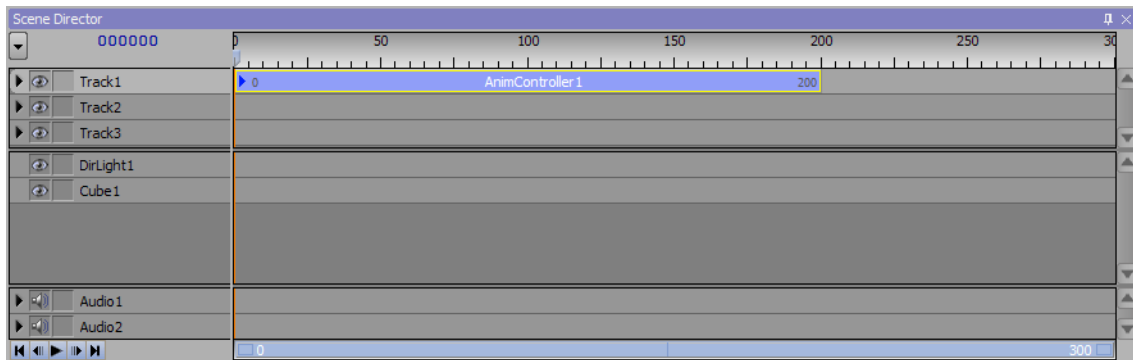 Scene Director
000000 0 50 100 150 200 250 30
Track1 0 AnimController1 200
Track2
Track3
DirLight1
Cube1
Audio1
Audio2
0 300